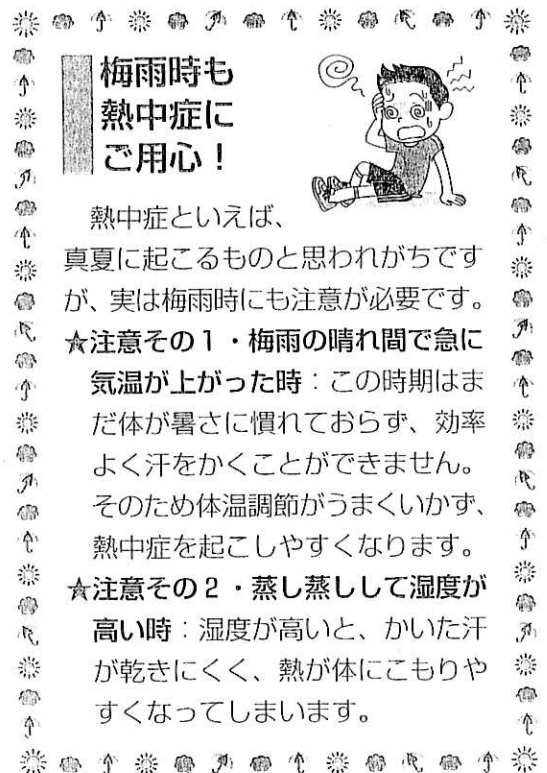 梅雨時も
熱中症に
ご用心！
熱中症といえば、
真夏に起こるものと思われがちです
が、実は梅雨時にも注意が必要です。
★注意その１・梅雨の晴れ間で急に
気温が上がった時：この時期はま
だ体が暑さに慣れておらず、効率
よく汗をかくことができません。
そのため体温調節がうまくいかず、
熱中症を起こしやすくなります。
★注意その２・蒸し蒸しして湿度が
高い時：湿度が高いと、かいた汗
が乾きにくく、熱が体にこもりや
すくなってしまいます。